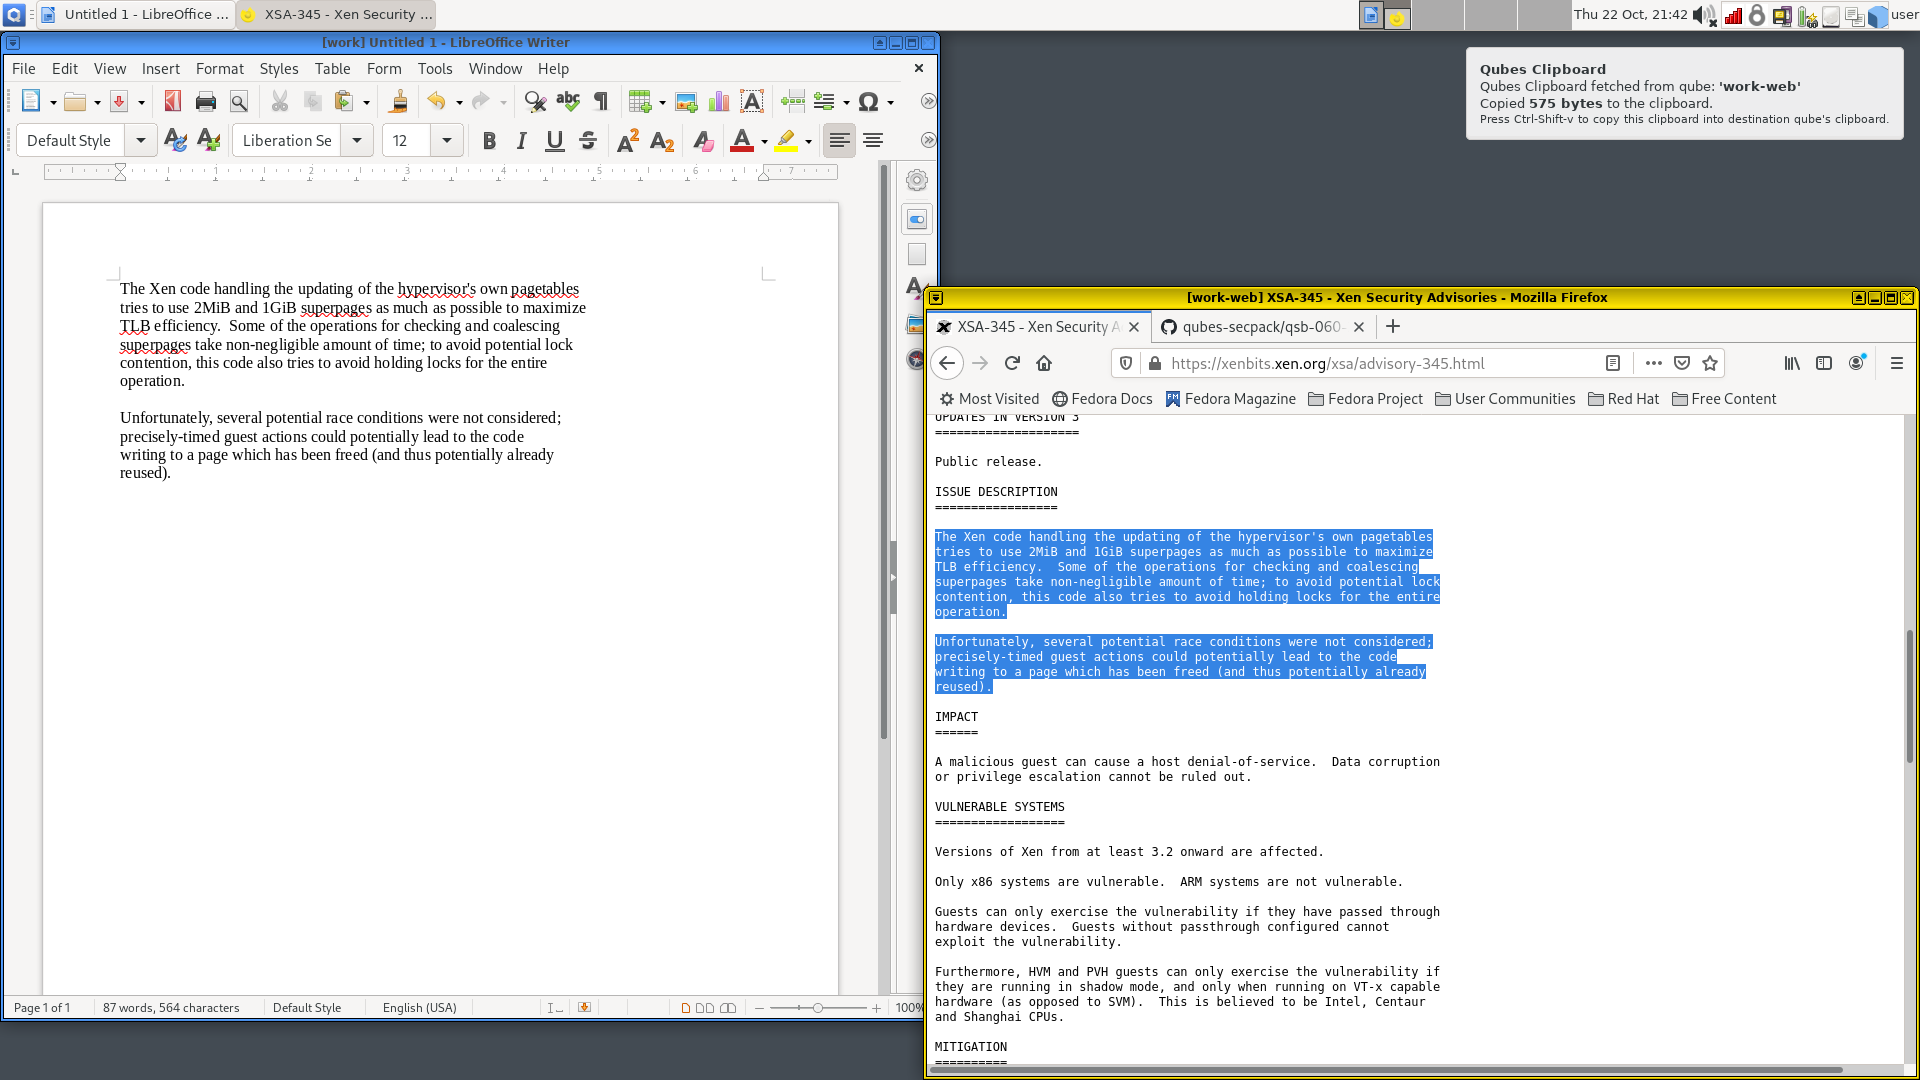 Untitled 1 - LibreOffice ...
XSA-345 - Xen Security ...
Thu 22 Oct, 21:42
user
[work] Untitled 1 - LibreOffice Writer
File Edit View Insert Format Styles Table Form Tools Window Help
Default Style
Liberation Se
12
1 2 3 4 5 6 7
The Xen code handling the updating of the hypervisor's own pagetables
tries to use 2MiB and 1GiB superpages as much as possible to maximize
TLB efficiency.  Some of the operations for checking and coalescing
superpages take non-negligible amount of time; to avoid potential lock
contention, this code also tries to avoid holding locks for the entire
operation.
Unfortunately, several potential race conditions were not considered;
precisely-timed guest actions could potentially lead to the code
writing to a page which has been freed (and thus potentially already
reused).
Page 1 of 1
87 words, 564 characters
Default Style
English (USA)
100%
Qubes Clipboard
Qubes Clipboard fetched from qube: 'work-web'
Copied 575 bytes to the clipboard.
Press Ctrl-Shift-v to copy this clipboard into destination qube's clipboard.
[work-web] XSA-345 - Xen Security Advisories - Mozilla Firefox
XSA-345 - Xen Security A
qubes-secpack/qsb-060-
https://xenbits.xen.org/xsa/advisory-345.html
Most Visited Fedora Docs Fedora Magazine Fedora Project User Communities Red Hat Free Content
UPDATES IN VERSION 3
====================
Public release.
ISSUE DESCRIPTION
=================
The Xen code handling the updating of the hypervisor's own pagetables
tries to use 2MiB and 1GiB superpages as much as possible to maximize
TLB efficiency.  Some of the operations for checking and coalescing
superpages take non-negligible amount of time; to avoid potential lock
contention, this code also tries to avoid holding locks for the entire
operation.
Unfortunately, several potential race conditions were not considered;
precisely-timed guest actions could potentially lead to the code
writing to a page which has been freed (and thus potentially already
reused).
IMPACT
======
A malicious guest can cause a host denial-of-service.  Data corruption
or privilege escalation cannot be ruled out.
VULNERABLE SYSTEMS
==================
Versions of Xen from at least 3.2 onward are affected.
Only x86 systems are vulnerable.  ARM systems are not vulnerable.
Guests can only exercise the vulnerability if they have passed through
hardware devices.  Guests without passthrough configured cannot
exploit the vulnerability.
Furthermore, HVM and PVH guests can only exercise the vulnerability if
they are running in shadow mode, and only when running on VT-x capable
hardware (as opposed to SVM).  This is believed to be Intel, Centaur
and Shanghai CPUs.
MITIGATION
==========